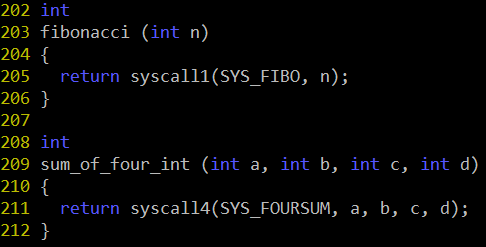 202 int
203 fibonacci (int n)
204 {
205   return syscall1(SYS_FIBO, n);
206 }
207
208 int
209 sum_of_four_int (int a, int b, int c, int d)
210 {
211   return syscall4(SYS_FOURSUM, a, b, c, d);
212 }